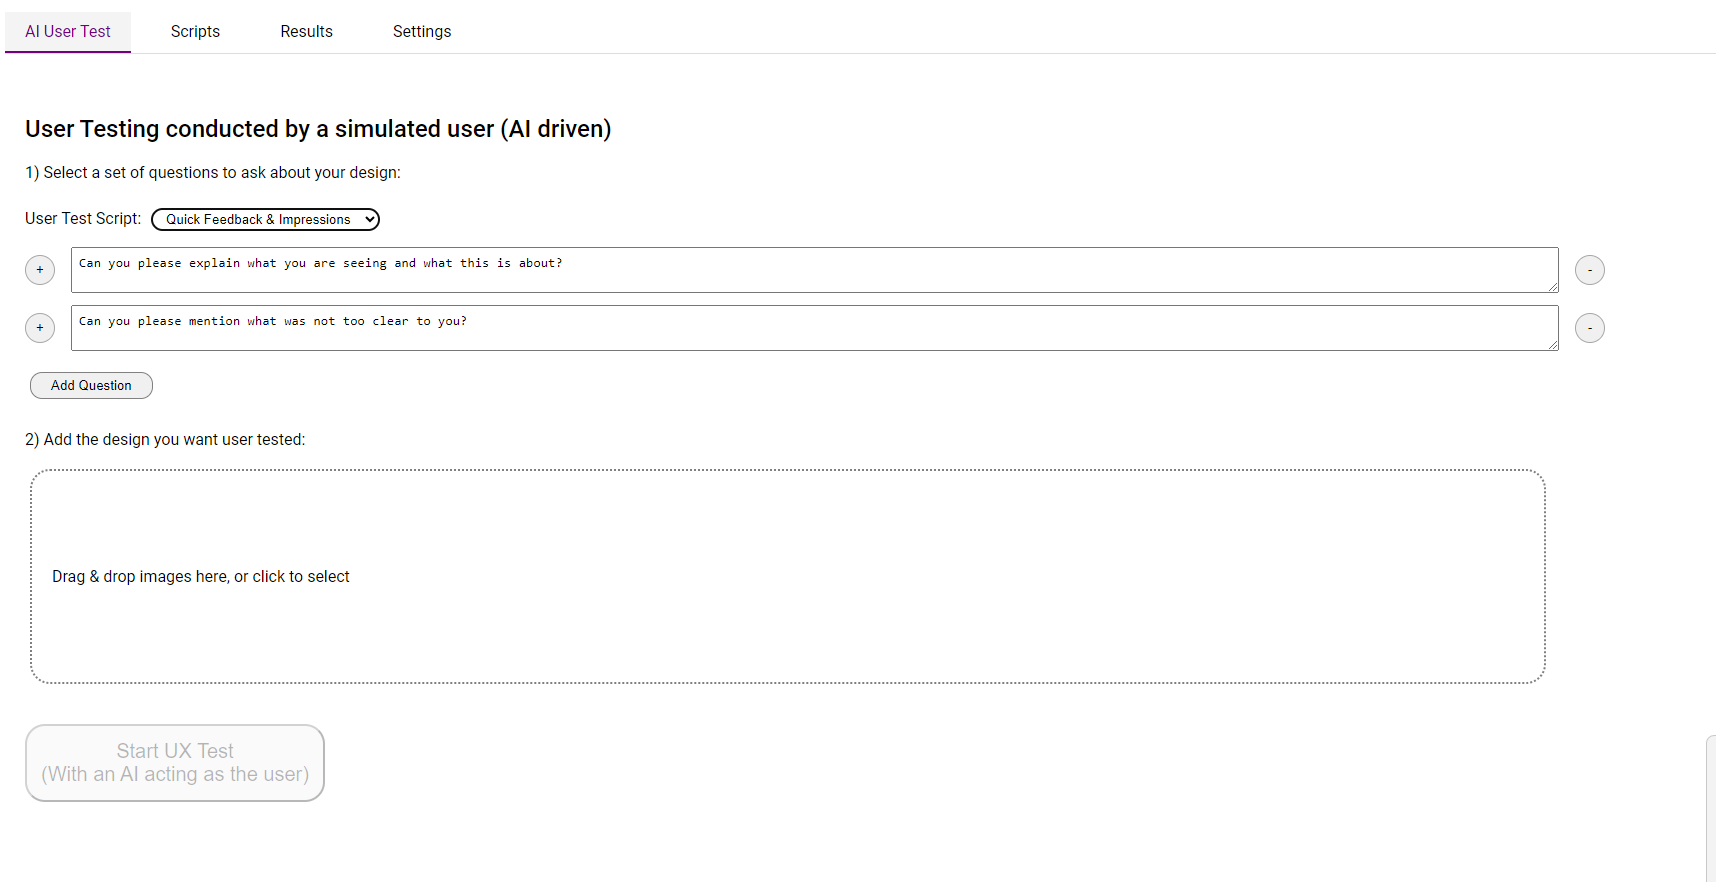 AI User Test
Scripts
Results
Settings
User Testing conducted by a simulated user (AI driven)
1) Select a set of questions to ask about your design:
User Test Script: Quick Feedback & Impressions
+ Can you please explain what you are seeing and what this is about? -
+ Can you please mention what was not too clear to you? -
Add Question
2) Add the design you want user tested:
Drag & drop images here, or click to select
Start UX Test
(With an AI acting as the user)